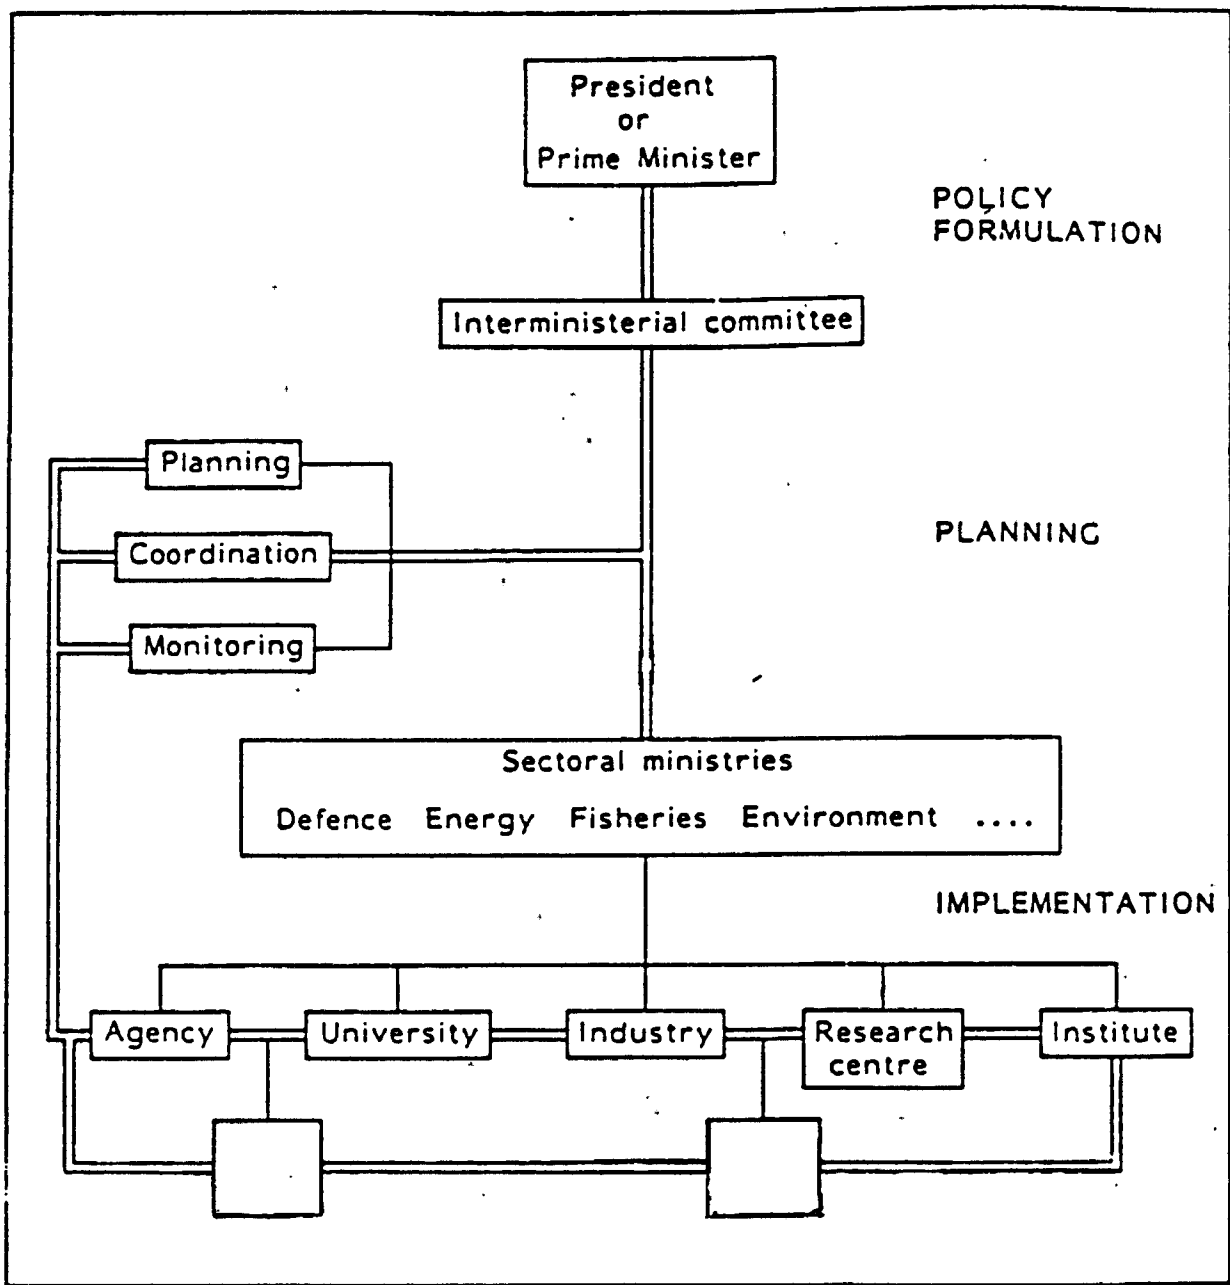 President
or
Prime Minister
POLICY
FORMULATION
Interministerial committee
Planning
Coordination
PLANNING
Monitoring
Sectoral ministries
Defence Energy Fisheries Environment ....
IMPLEMENTATION
Agency
University
Industry
Research
centre
Institute